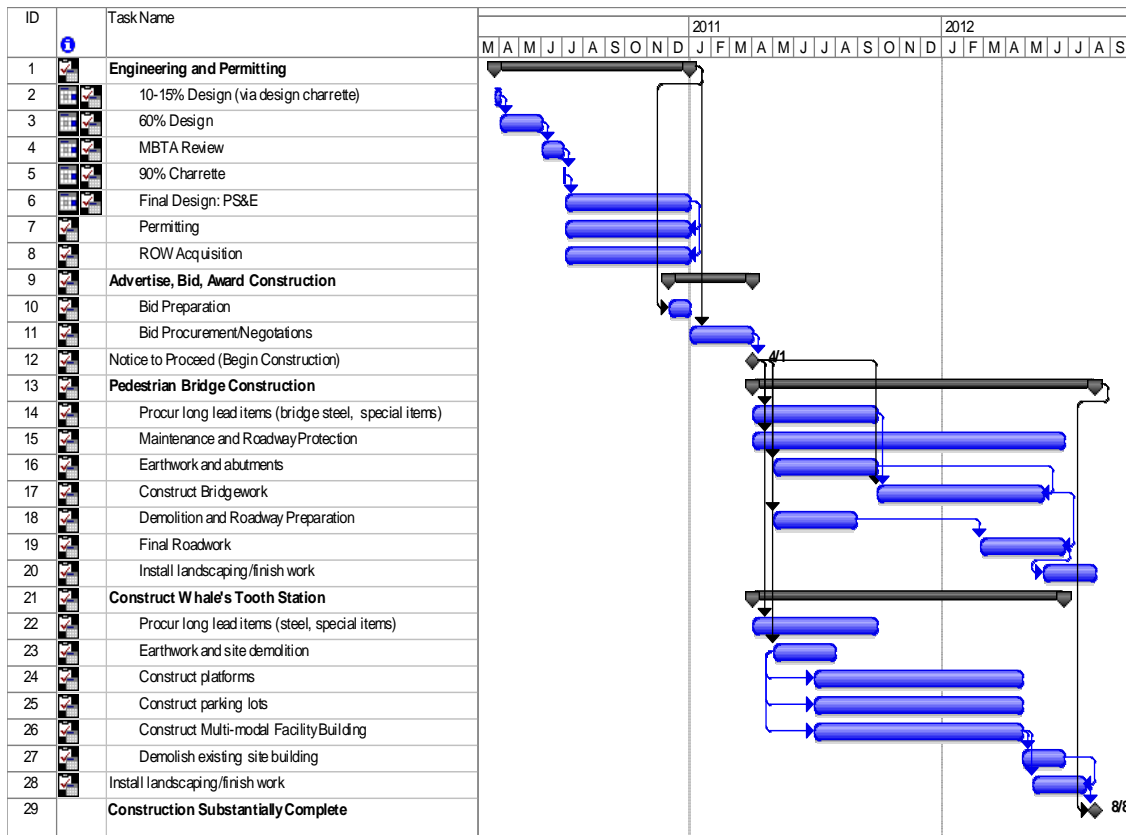 ID Task Name
2011 2012
M A M J J A S O N D J F M A M J J A S O N D J F M A M J J A S
1 Engineering and Permitting
2 10-15% Design (via design charrette)
3 60% Design
4 MBTA Review
5 90% Charrette
6 Final Design: PS&E
7 Permitting
8 ROW Acquisition
9 Advertise, Bid, Award Construction
10 Bid Preparation
11 Bid Procurement/Negotations
12 Notice to Proceed (Begin Construction) 4/1
13 Pedestrian Bridge Construction
14 Procur long lead items (bridge steel, special items)
15 Maintenance and Roadway Protection
16 Earthwork and abutments
17 Construct Bridgework
18 Demolition and Roadway Preparation
19 Final Roadwork
20 Install landscaping/finish work
21 Construct Whale's Tooth Station
22 Procur long lead items (steel, special items)
23 Earthwork and site demolition
24 Construct platforms
25 Construct parking lots
26 Construct Multi-modal Facility Building
27 Demolish existing site building
28 Install landscaping/finish work
29 Construction Substantially Complete 8/8